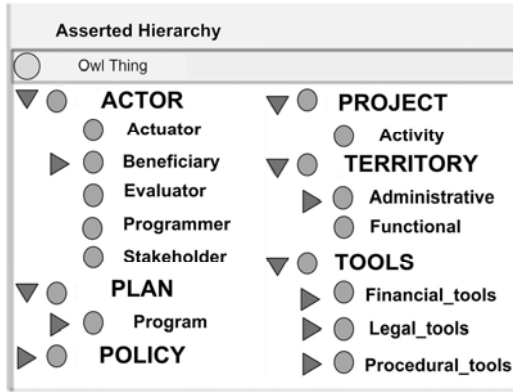 Asserted Hierarchy
Owl Thing
ACTOR
Actuator
Beneficiary
Evaluator
Programmer
Stakeholder
PLAN
Program
POLICY
PROJECT
Activity
TERRITORY
Administrative
Functional
TOOLS
Financial_tools
Legal_tools
Procedural_tools